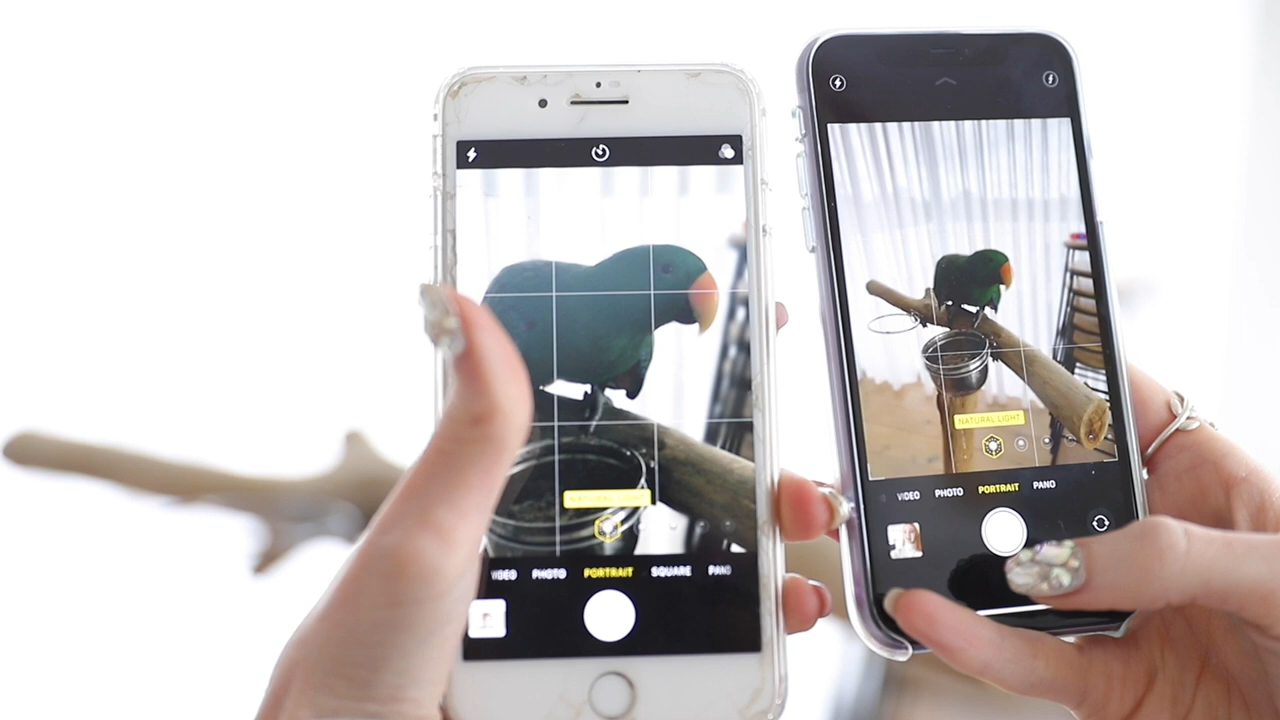 NATURAL LIGHT
VIDEO PHOTO PORTRAIT SQUARE PANO
NATURAL LIGHT
VIDEO PHOTO PORTRAIT PANO